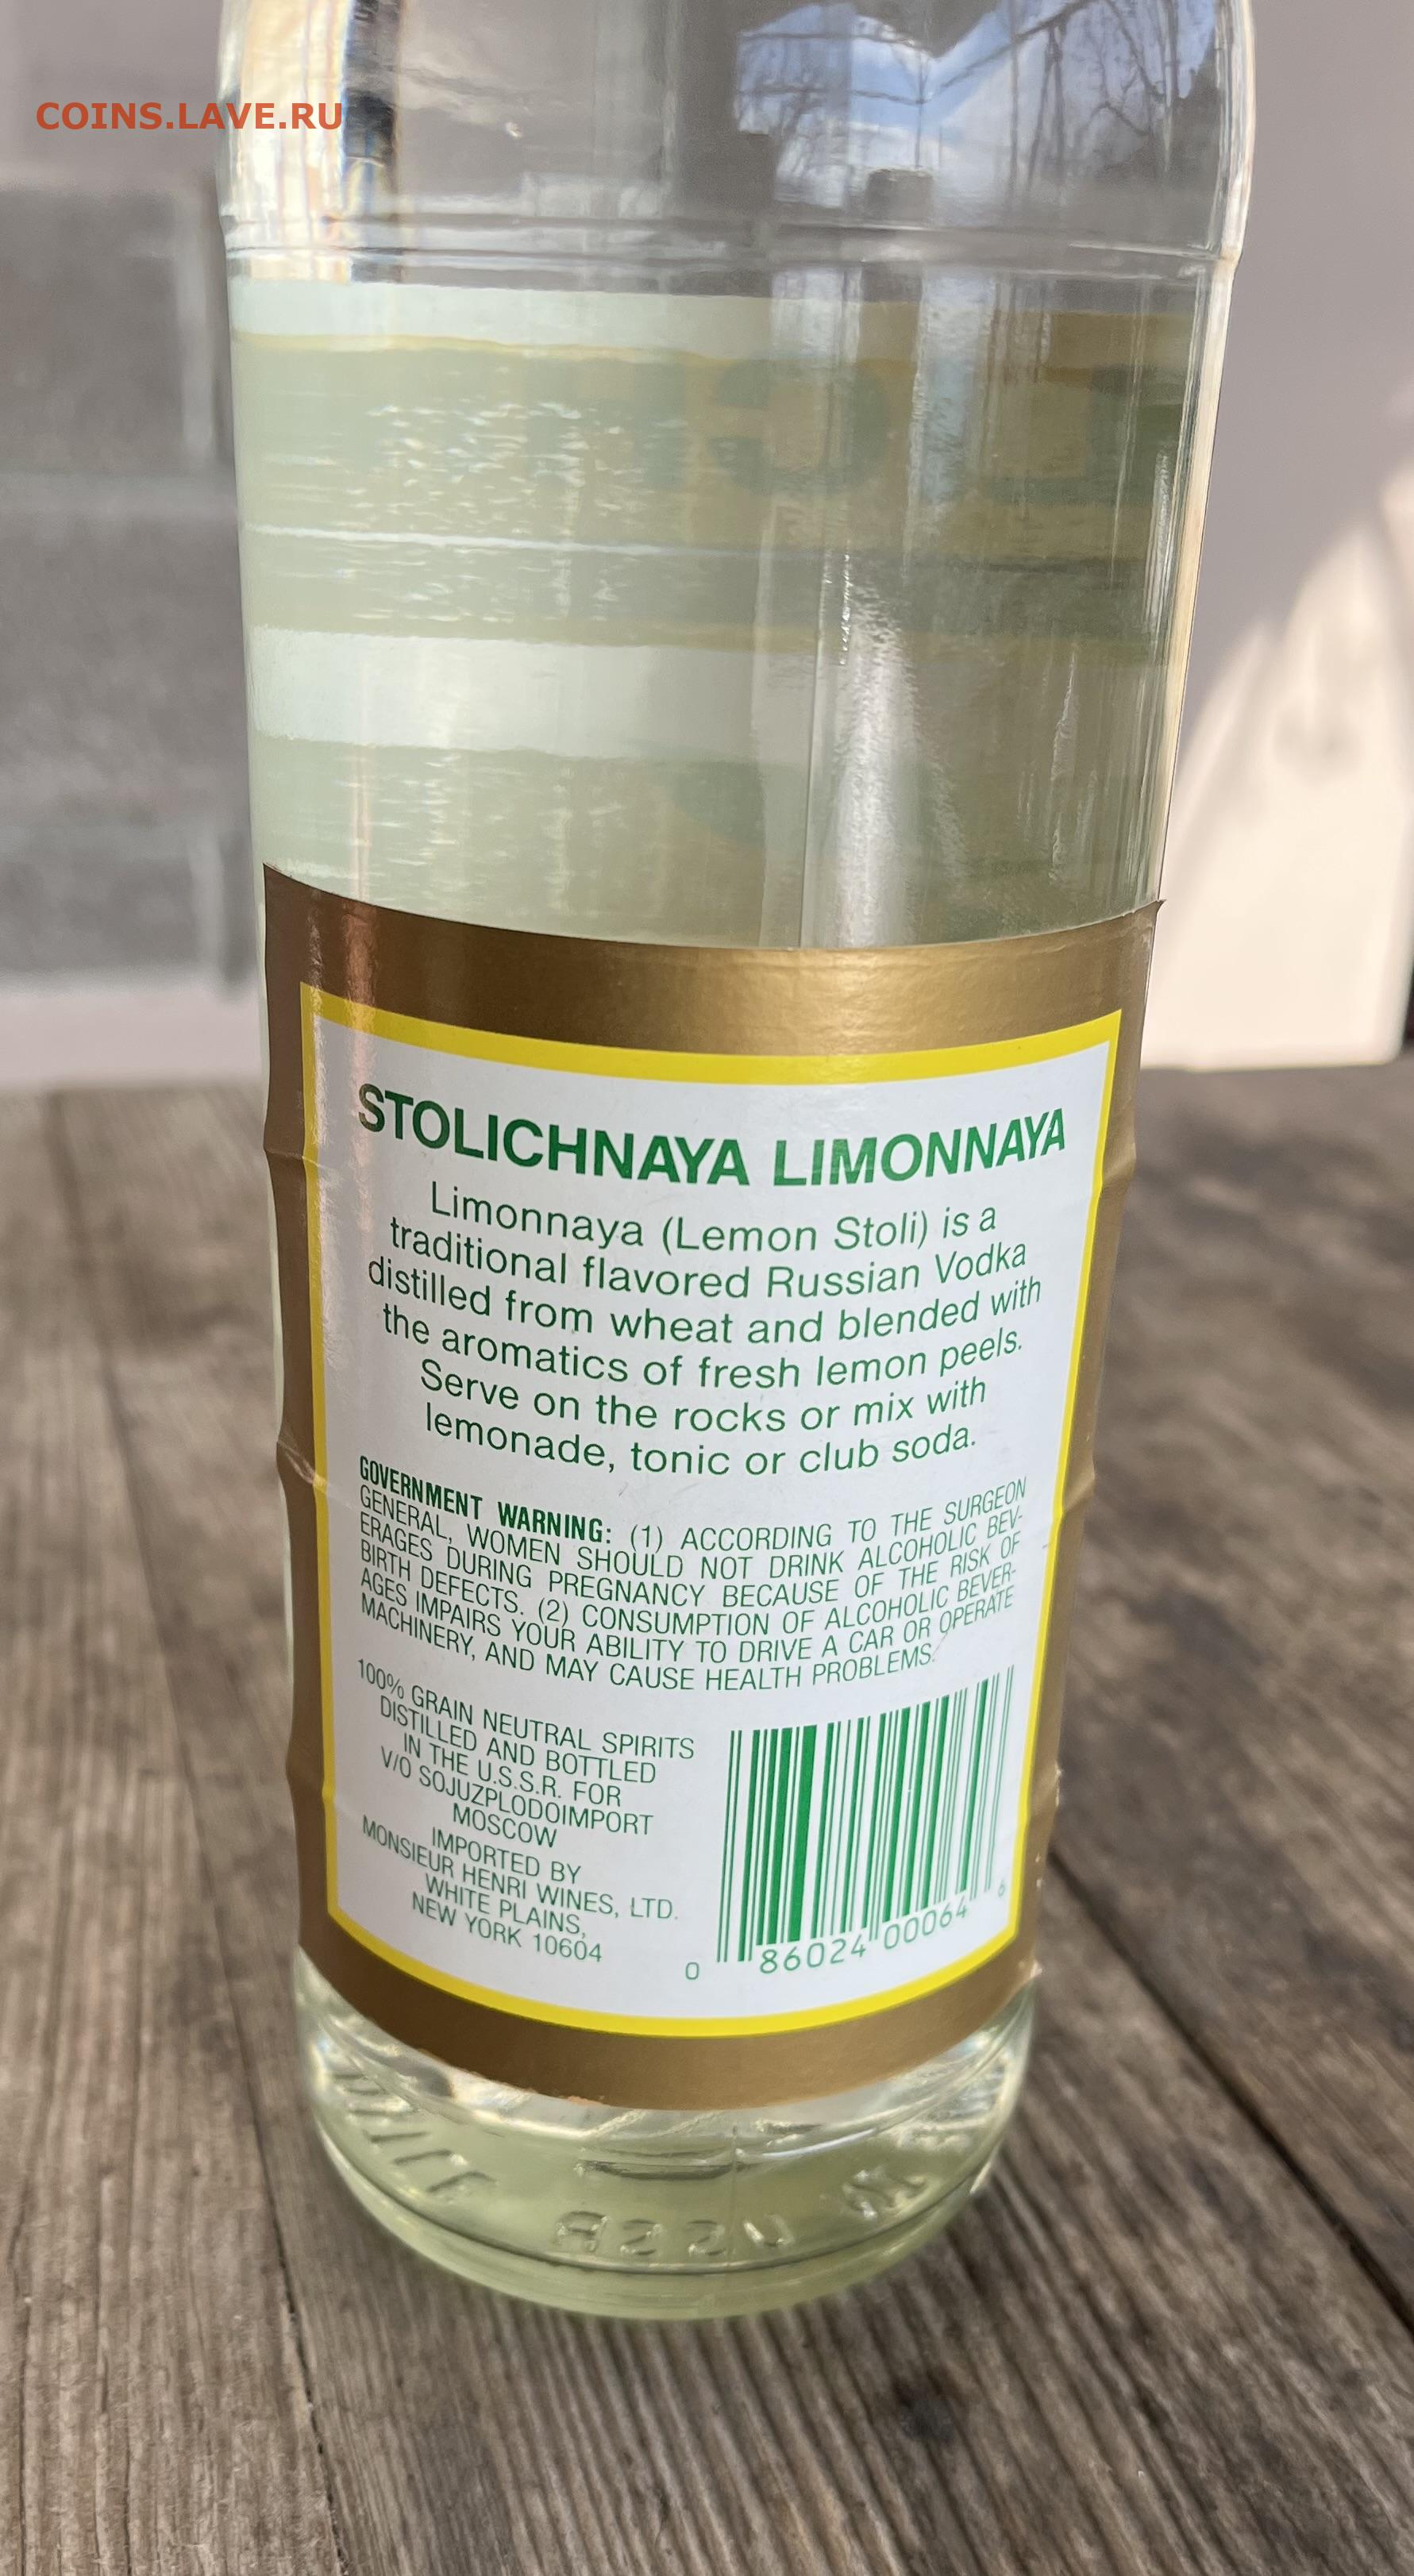 COINS.LAVE.RU
STOLICHNAYA LIMONNAYA
Limonnaya (Lemon Stoli) is a
traditional flavored Russian Vodka
distilled from wheat and blended with
the aromatics of fresh lemon peels.
Serve on the rocks or mix with
lemonade, tonic or club soda.
GOVERNMENT WARNING: (1) ACCORDING TO THE SURGEON
GENERAL, WOMEN SHOULD NOT DRINK ALCOHOLIC BEV-
ERAGES DURING PREGNANCY BECAUSE OF THE RISK OF
BIRTH DEFECTS. (2) CONSUMPTION OF ALCOHOLIC BEVER-
AGES IMPAIRS YOUR ABILITY TO DRIVE A CAR OR OPERATE
MACHINERY, AND MAY CAUSE HEALTH PROBLEMS.
100% GRAIN NEUTRAL SPIRITS
DISTILLED AND BOTTLED
IN THE U.S.S.R. FOR
V/O SOJUZPLODOIMPORT
MOSCOW
IMPORTED BY
MONSIEUR HENRI WINES, LTD.
WHITE PLAINS,
NEW YORK 10604
0 86024 00064 6